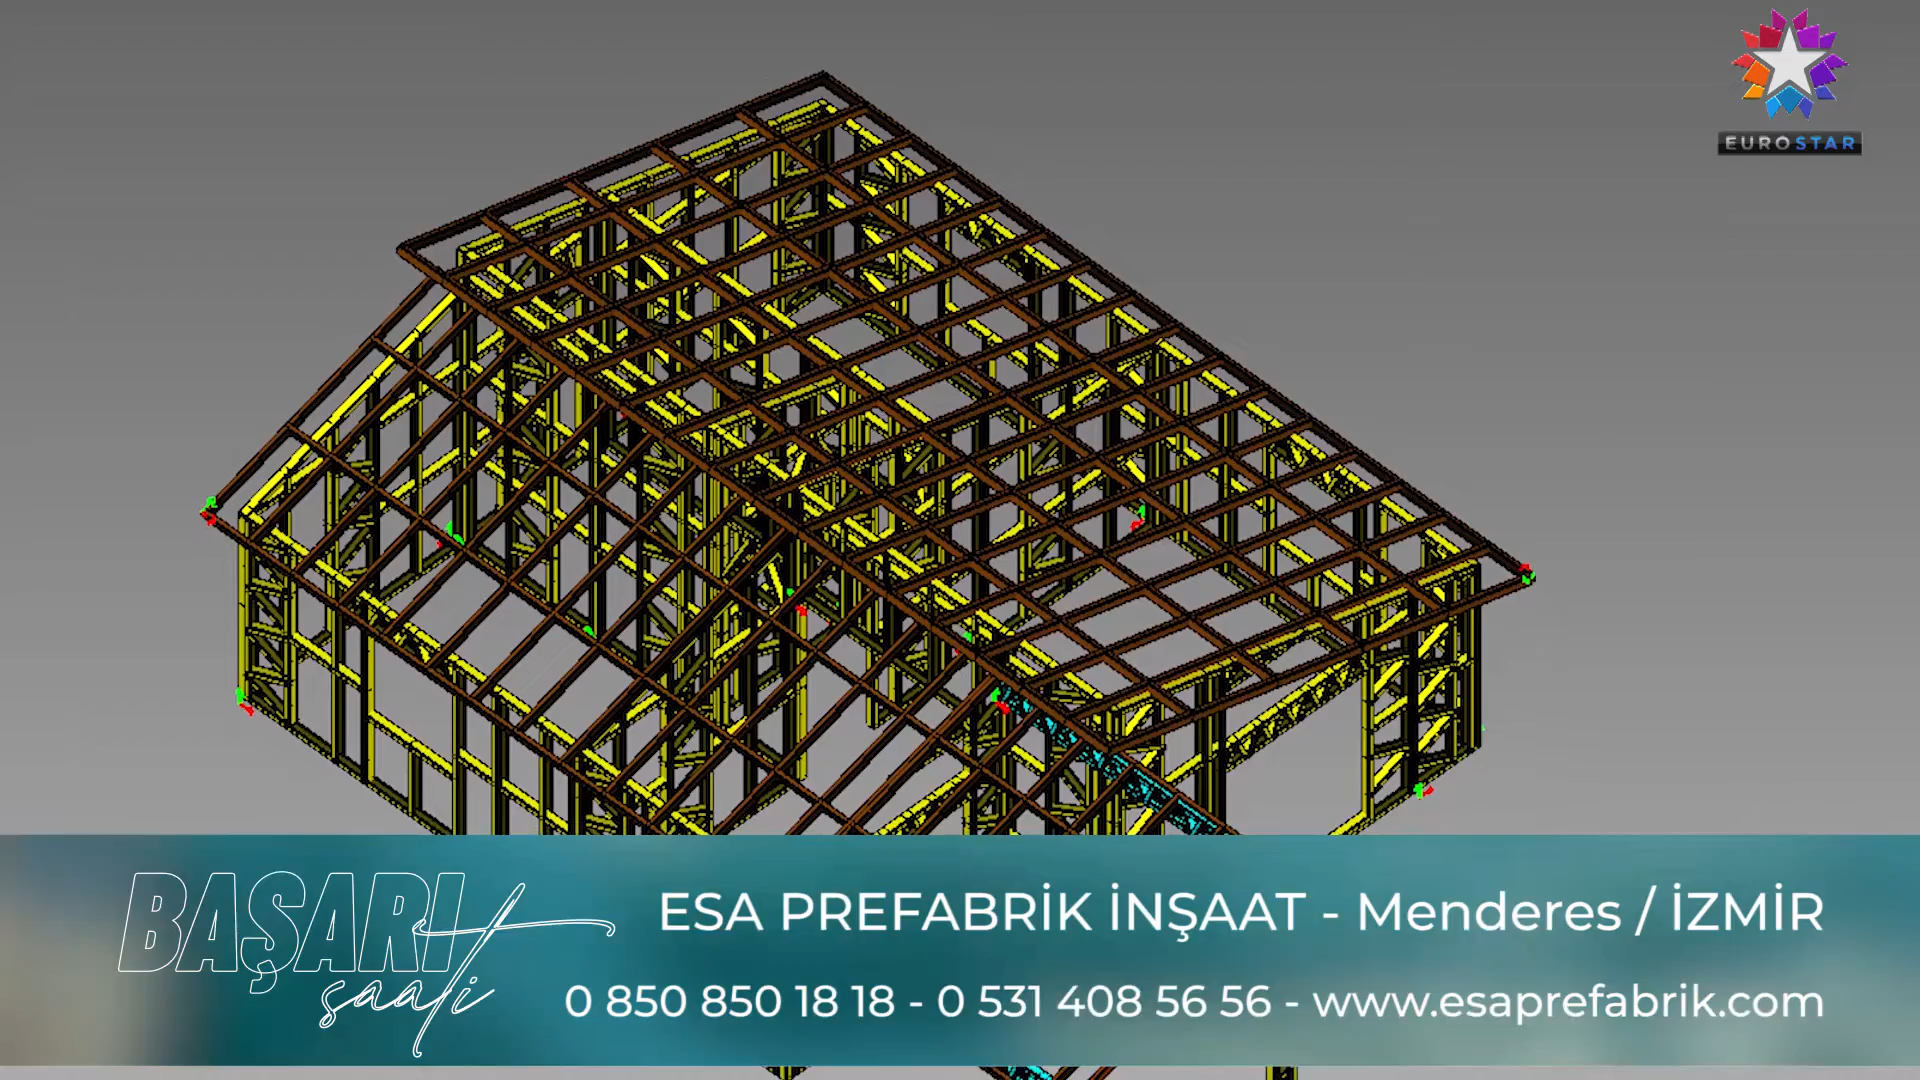 EUROSTAR
BAŞARI
saati
ESA PREFABRİK İNŞAAT - Menderes / İZMİR
0 850 850 18 18 - 0 531 408 56 56 - www.esaprefabrik.com